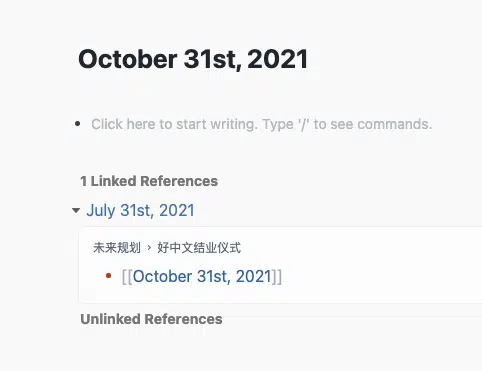 October 31st, 2021
Click here to start writing. Type '/' to see commands.
1 Linked References
July 31st, 2021
未来规划 › 好中文结业仪式
[[October 31st, 2021]]
Unlinked References